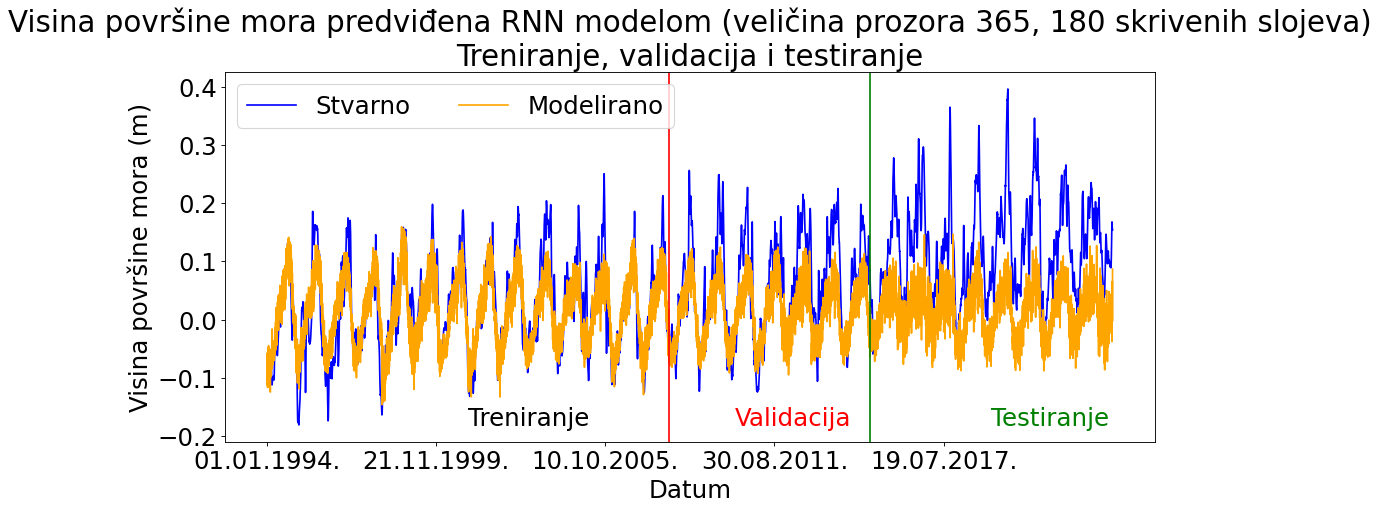 Visina površine mora predviđena RNN modelom (veličina prozora 365, 180 skrivenih slojeva)
Treniranje, validacija i testiranje
Stvarno Modelirano
Visina površine mora (m)
0.4
0.3
0.2
0.1
0.0
−0.1
−0.2
Treniranje Validacija Testiranje
01.01.1994. 21.11.1999. 10.10.2005. 30.08.2011. 19.07.2017.
Datum